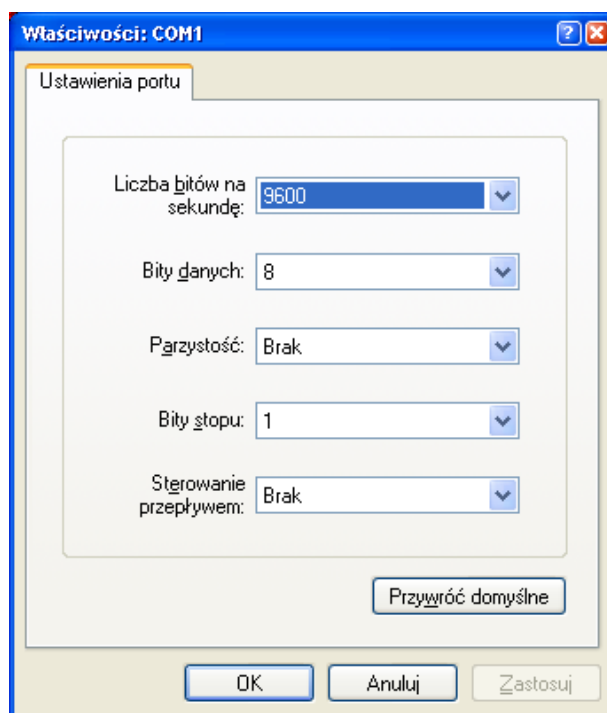 Właściwości: COM1
Ustawienia portu
Liczba bitów na
sekundę:
9600
Bity danych:
8
Parzystość:
Brak
Bity stopu:
1
Sterowanie
przepływem:
Brak
Przywróć domyślne
OK
Anuluj
Zastosuj